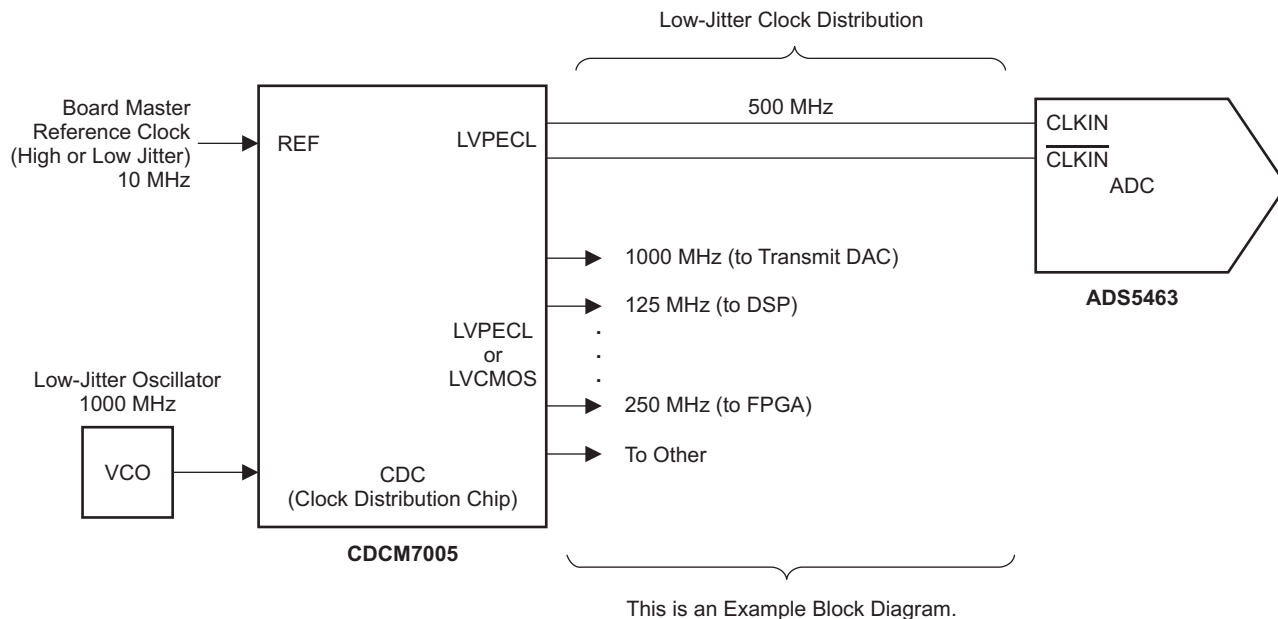 Low-Jitter Clock Distribution
Board Master
Reference Clock
(High or Low Jitter)
10 MHz
REF
LVPECL
500 MHz
CLKIN
CLKIN
ADC
ADS5463
1000 MHz (to Transmit DAC)
125 MHz (to DSP)
LVPECL
or
LVCMOS
.
.
.
250 MHz (to FPGA)
To Other
Low-Jitter Oscillator
1000 MHz
VCO
CDC
(Clock Distribution Chip)
CDCM7005
This is an Example Block Diagram.